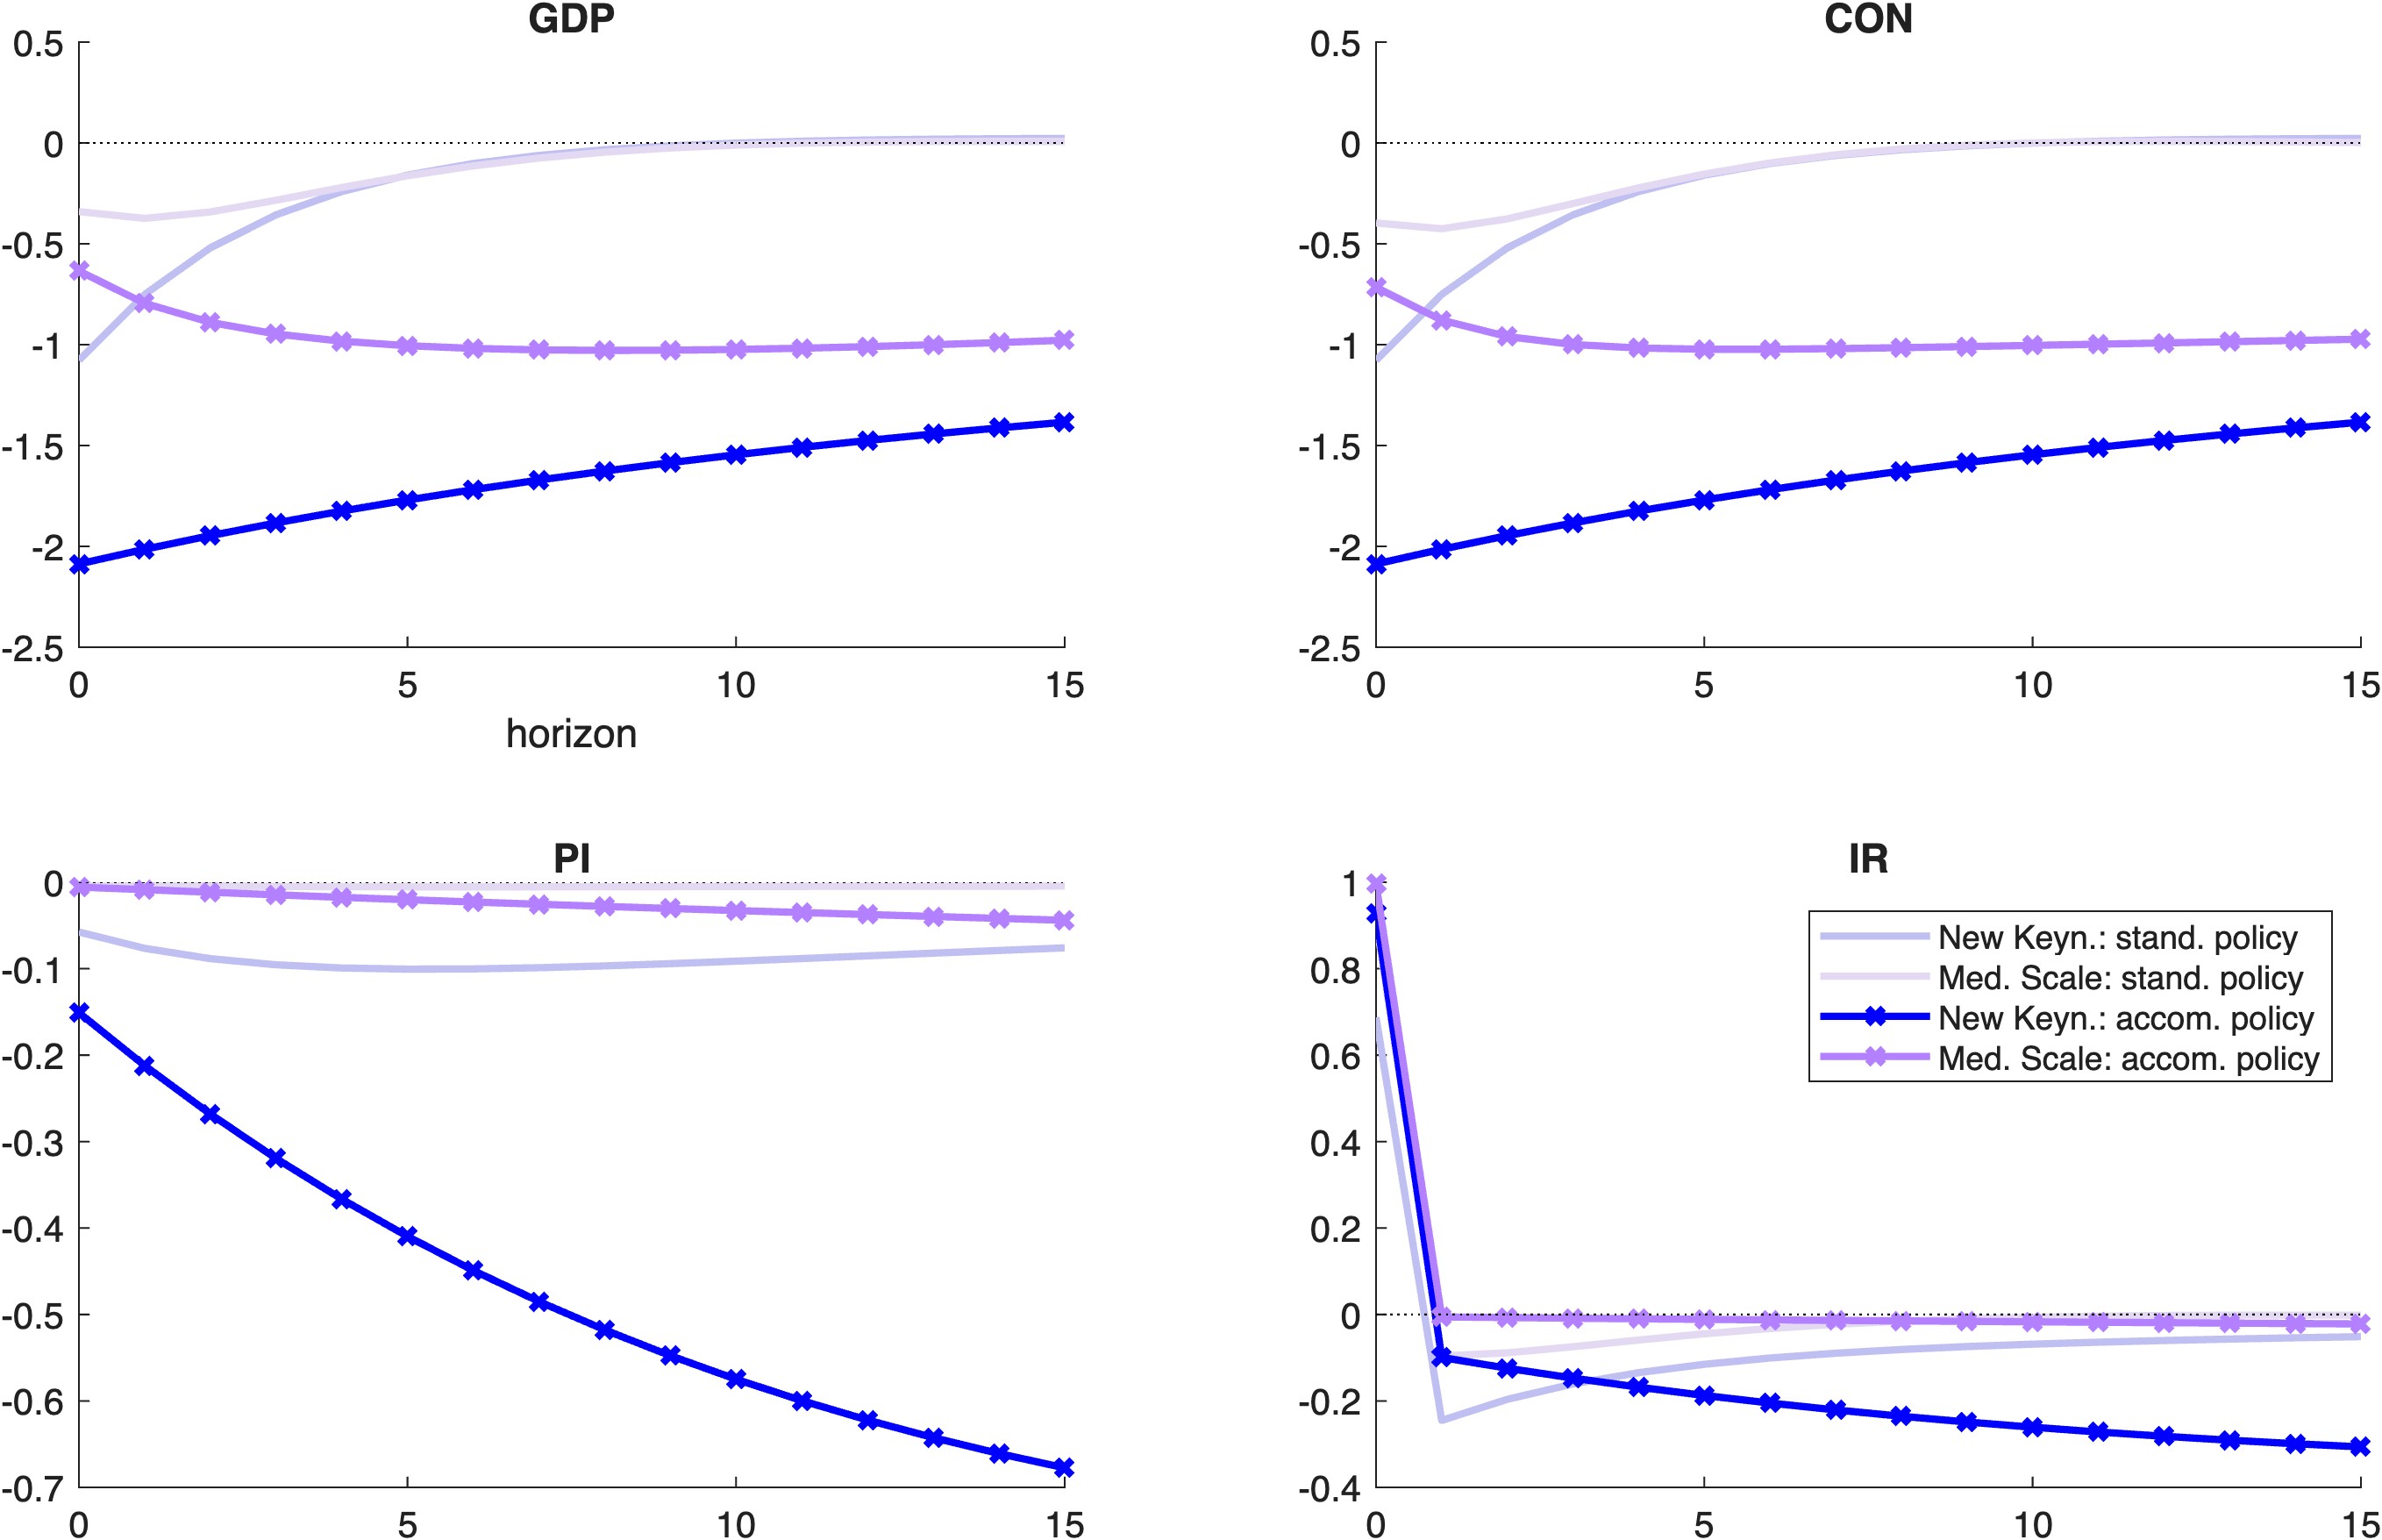 GDP
0.5
0
-0.5
-1
-1.5
-2
-2.5
0 5 10 15
horizon
CON
0.5
0
-0.5
-1
-1.5
-2
-2.5
0 5 10 15
PI
0
-0.1
-0.2
-0.3
-0.4
-0.5
-0.6
-0.7
0 5 10 15
IR
1
0.8
0.6
0.4
0.2
0
-0.2
-0.4
0 5 10 15
New Keyn.: stand. policy
Med. Scale: stand. policy
New Keyn.: accom. policy
Med. Scale: accom. policy